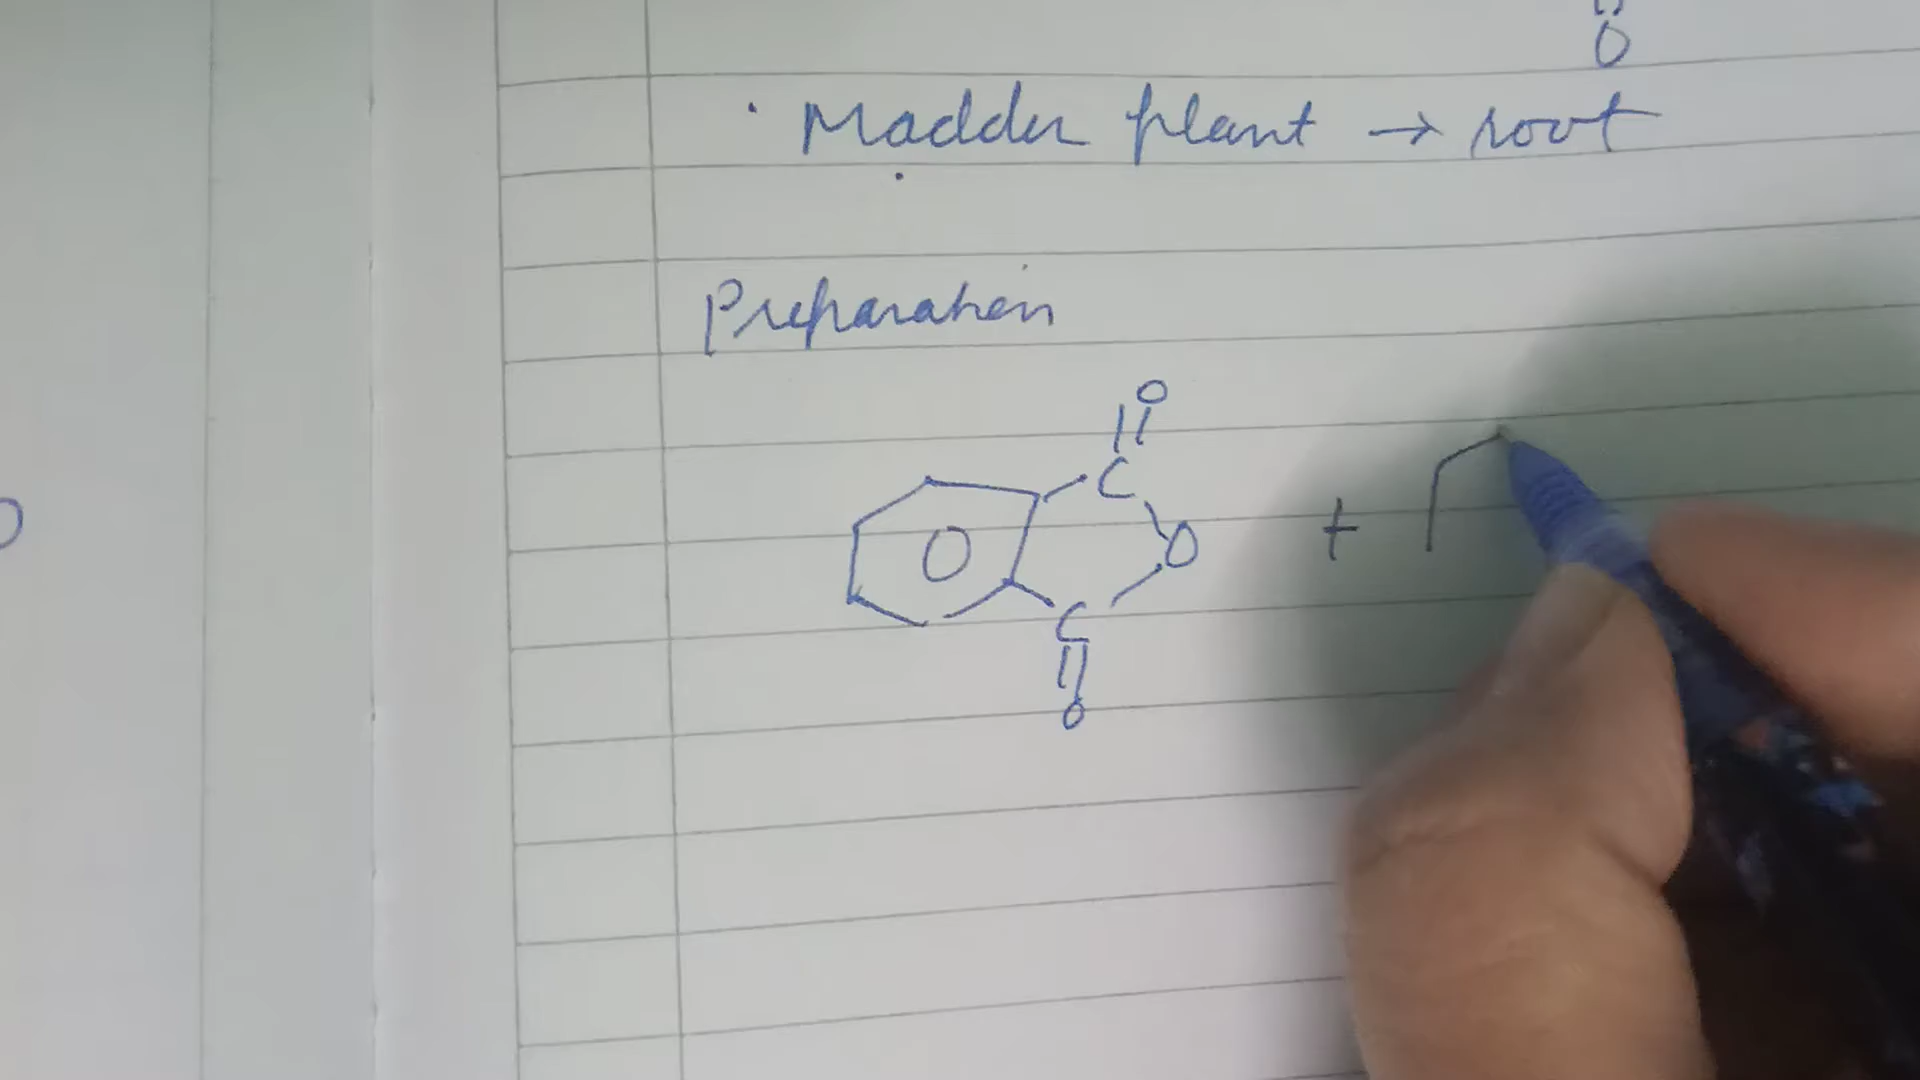 O
· Madder plant → root
Preparation
O
C
O O +
C
O